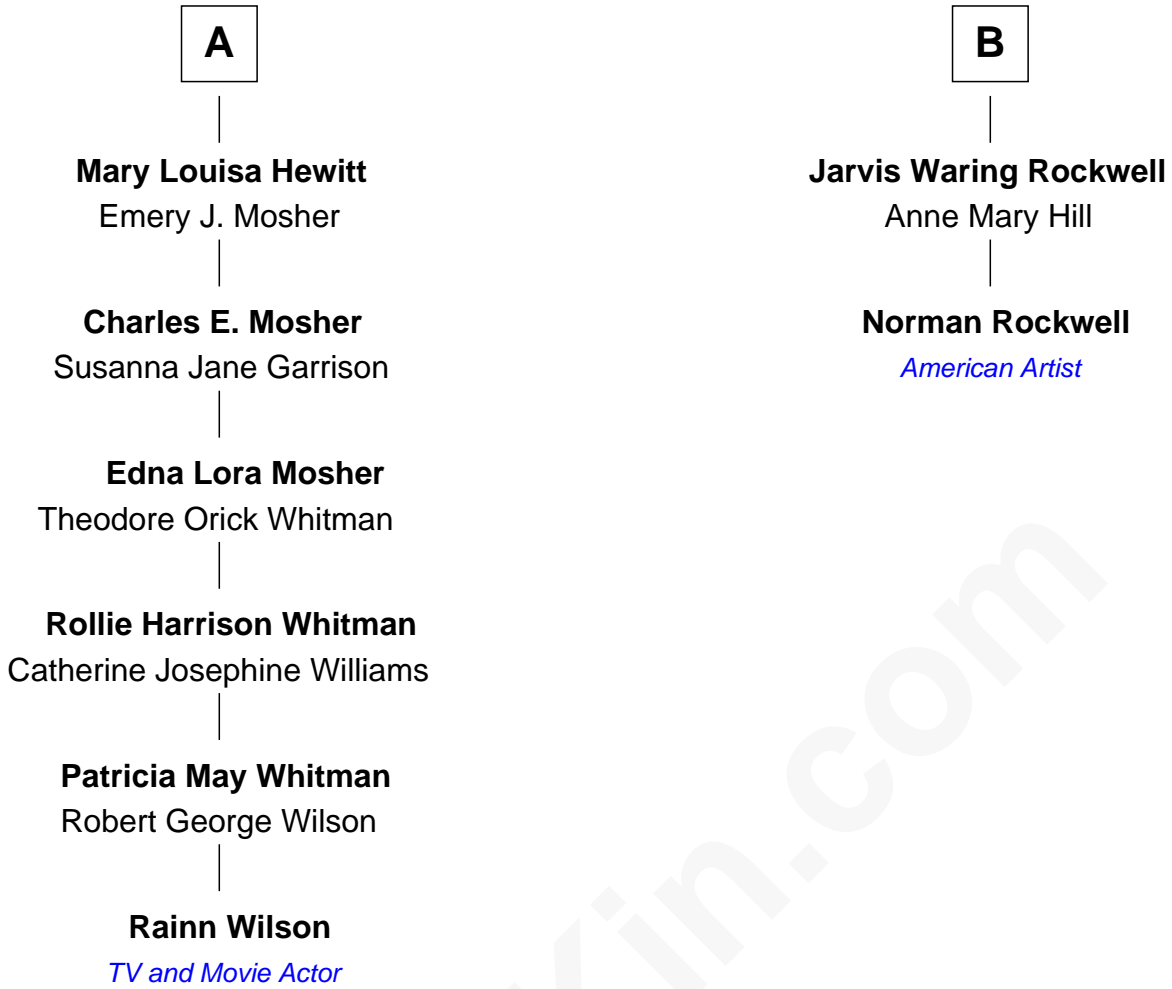 A
Mary Louisa Hewitt
Emery J. Mosher
Charles E. Mosher
Susanna Jane Garrison
Edna Lora Mosher
Theodore Orick Whitman
Rollie Harrison Whitman
Catherine Josephine Williams
Patricia May Whitman
Robert George Wilson
Rainn Wilson
TV and Movie Actor
B
Jarvis Waring Rockwell
Anne Mary Hill
Norman Rockwell
American Artist
Kin.com